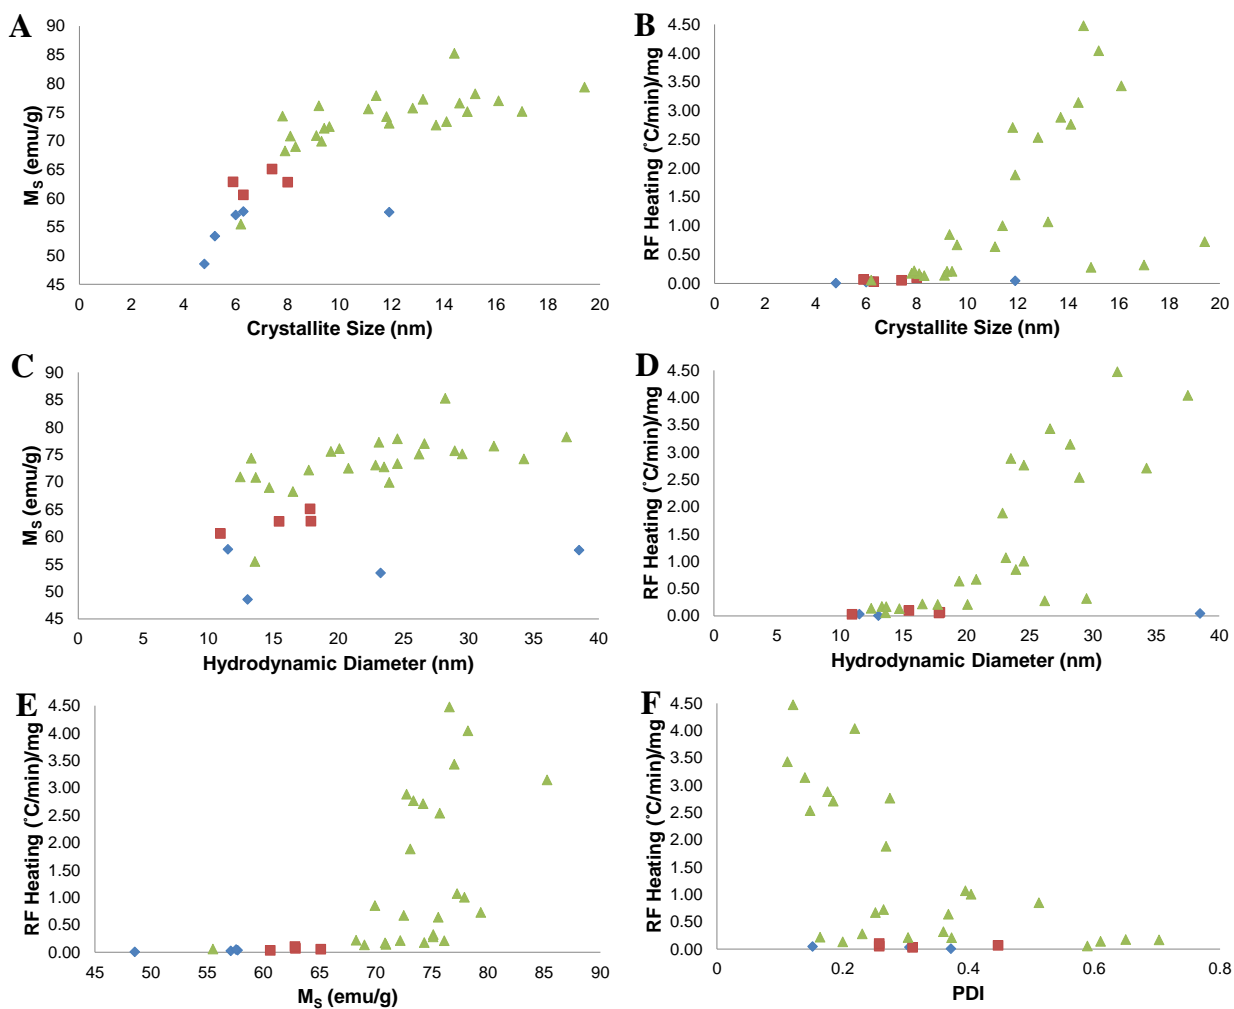 A
90
85
80
75
70
65
60
55
50
45
M_S (emu/g)
0 2 4 6 8 10 12 14 16 18 20
Crystallite Size (nm)
B
4.50
4.00
3.50
3.00
2.50
2.00
1.50
1.00
0.50
0.00
RF Heating (˚C/min)/mg
0 2 4 6 8 10 12 14 16 18 20
Crystallite Size (nm)
C
90
85
80
75
70
65
60
55
50
45
M_S (emu/g)
0 5 10 15 20 25 30 35 40
Hydrodynamic Diameter (nm)
D
4.50
4.00
3.50
3.00
2.50
2.00
1.50
1.00
0.50
0.00
RF Heating (˚C/min)/mg
0 5 10 15 20 25 30 35 40
Hydrodynamic Diameter (nm)
E
4.50
4.00
3.50
3.00
2.50
2.00
1.50
1.00
0.50
0.00
RF Heating (˚C/min)/mg
45 50 55 60 65 70 75 80 85 90
M_S (emu/g)
F
4.50
4.00
3.50
3.00
2.50
2.00
1.50
1.00
0.50
0.00
RF Heating (˚C/min)/mg
0 0.2 0.4 0.6 0.8
PDI